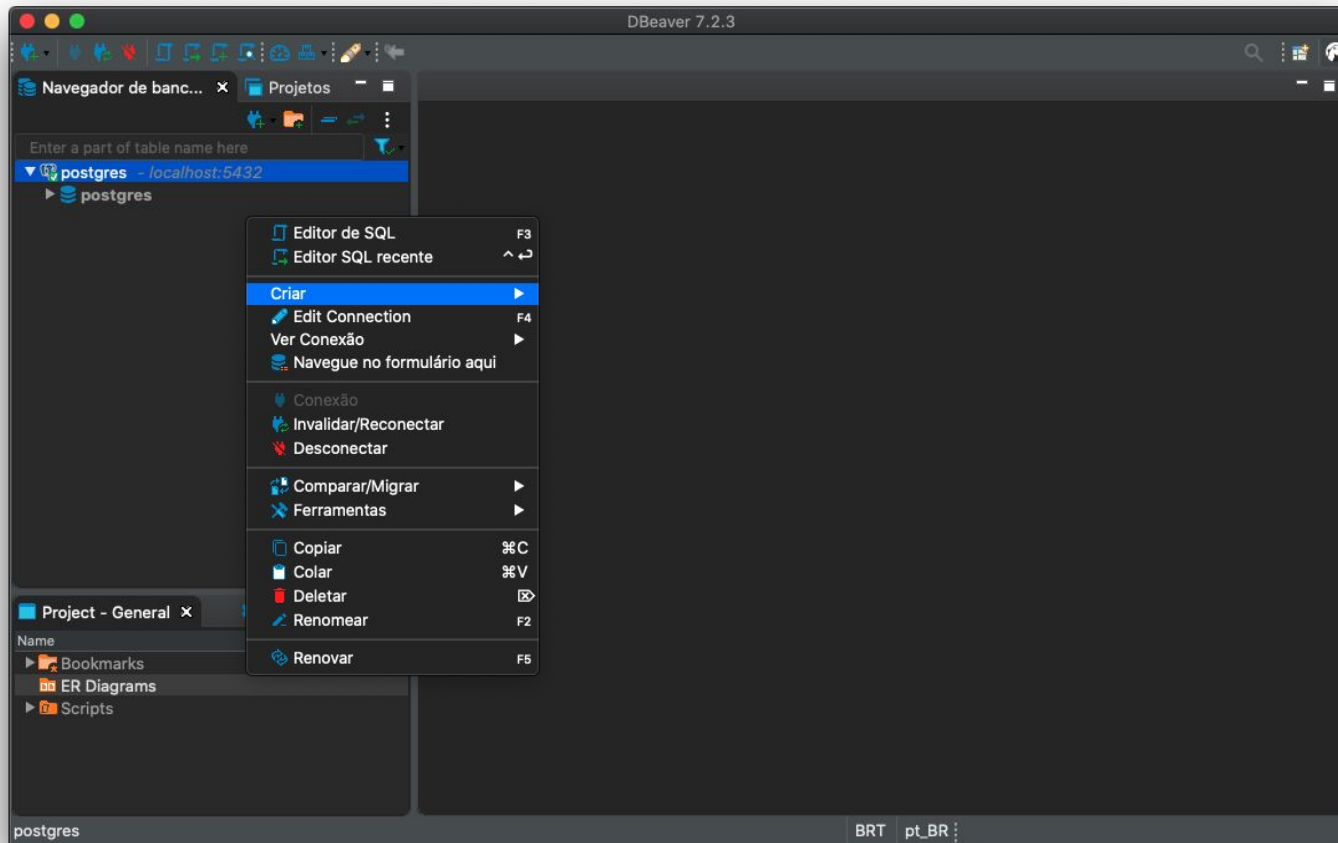 DBeaver 7.2.3
Navegador de banc... Projetos
Enter a part of table name here
postgres - localhost:5432
postgres
Editor de SQL F3
Editor SQL recente ^ ↩
Criar
Edit Connection F4
Ver Conexão
Navegue no formulário aqui
Conexão
Invalidar/Reconectar
Desconectar
Comparar/Migrar
Ferramentas
Copiar ⌘C
Colar ⌘V
Deletar ⌦
Renomear F2
Renovar F5
Project - General
Name
Bookmarks
ER Diagrams
Scripts
postgres BRT pt_BR